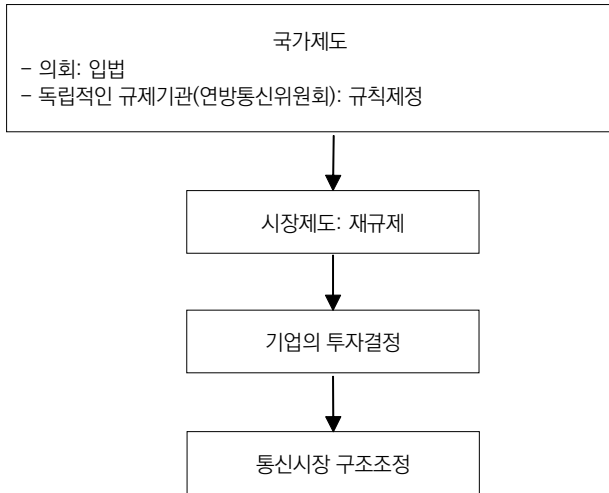 국가제도
- 의회: 입법
- 독립적인 규제기관(연방통신위원회): 규칙제정
시장제도: 재규제
기업의 투자결정
통신시장 구조조정